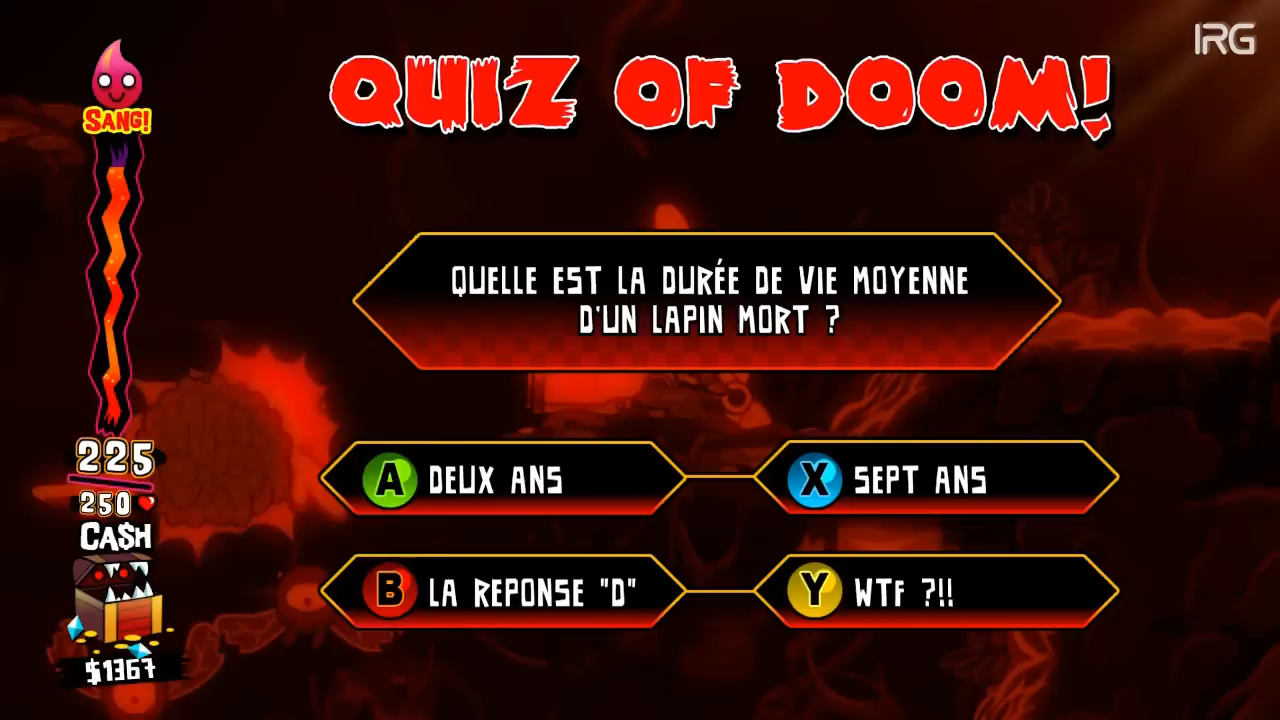 IRG
QUIZ OF DOOM!
SANG!
QUELLE EST LA DURÉE DE VIE MOYENNE
D'UN LAPIN MORT ?
A DEUX ANS
X SEPT ANS
B LA REPONSE "D"
Y WTF ?!!
225
250
CA$H
$1367